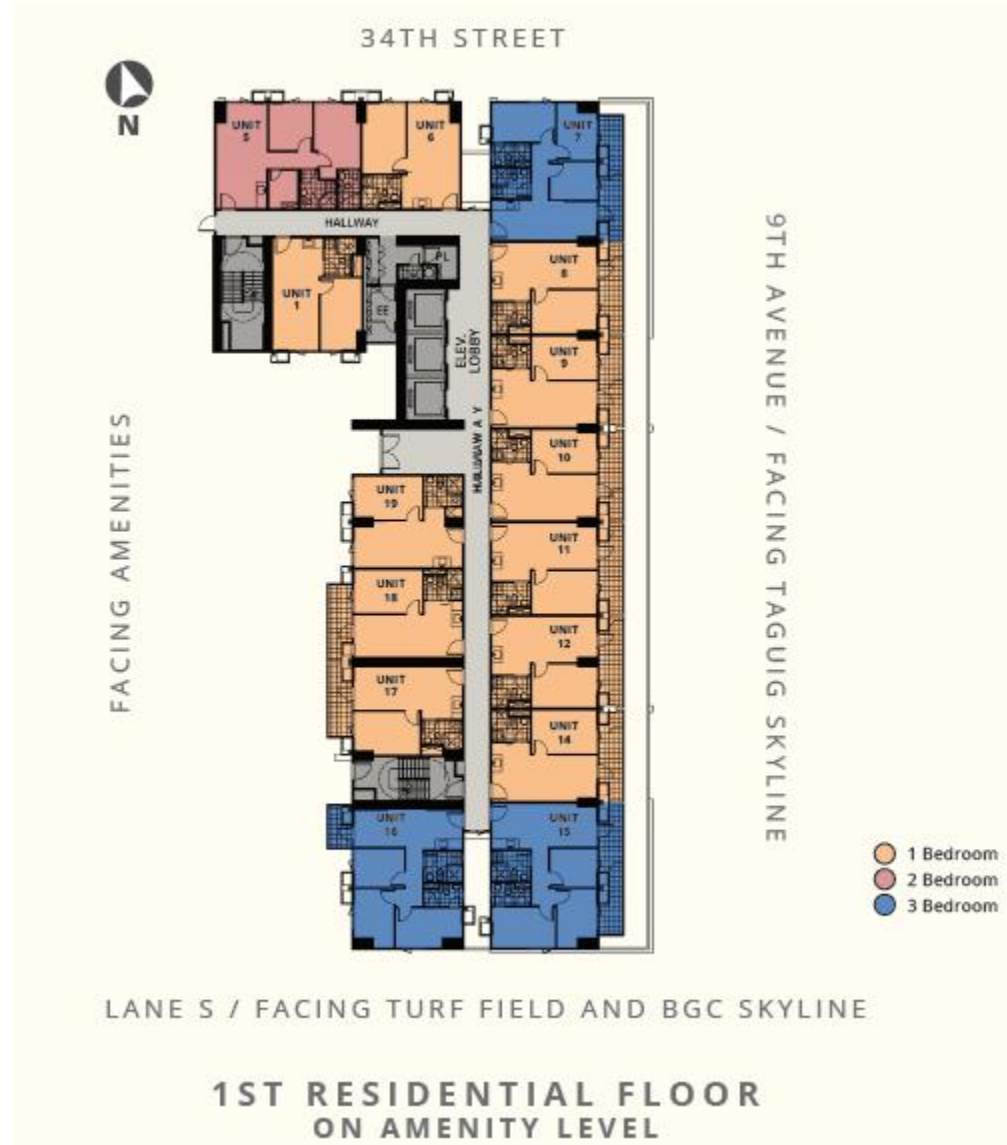 34TH STREET
N
UNIT
5
UNIT
6
UNIT
7
HALLWAY
UNIT
1
PL
EE
ELEV.
LOBBY
UNIT
8
UNIT
9
UNIT
10
UNIT
11
UNIT
12
UNIT
14
UNIT
15
UNIT
19
UNIT
18
UNIT
17
UNIT
16
FACING AMENITIES
9TH AVENUE / FACING TAGUIG SKYLINE
1 Bedroom
2 Bedroom
3 Bedroom
LANE S / FACING TURF FIELD AND BGC SKYLINE
1ST RESIDENTIAL FLOOR
ON AMENITY LEVEL